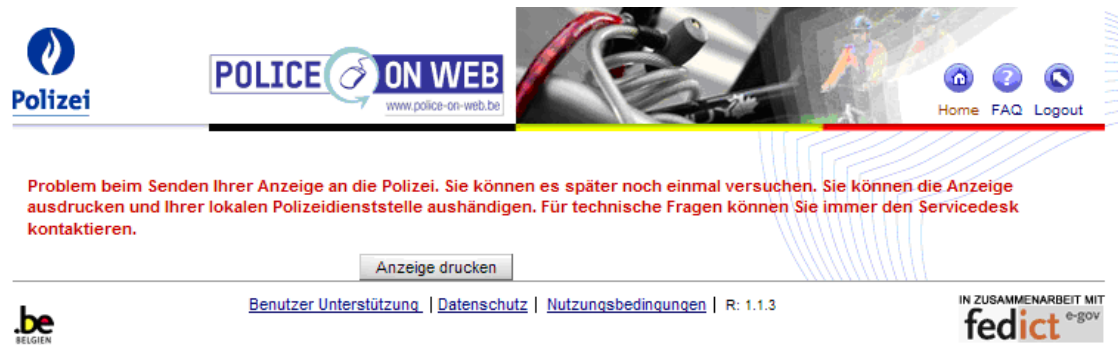 Polizei
POLICE ON WEB
www.police-on-web.be
Home FAQ Logout
Problem beim Senden Ihrer Anzeige an die Polizei. Sie können es später noch einmal versuchen. Sie können die Anzeige
ausdrucken und Ihrer lokalen Polizeidienststelle aushändigen. Für technische Fragen können Sie immer den Servicedesk
kontaktieren.
Anzeige drucken
Benutzer Unterstützung | Datenschutz | Nutzungsbedingungen | R: 1.1.3
.be
BELGIEN
IN ZUSAMMENARBEIT MIT
fedict e-gov